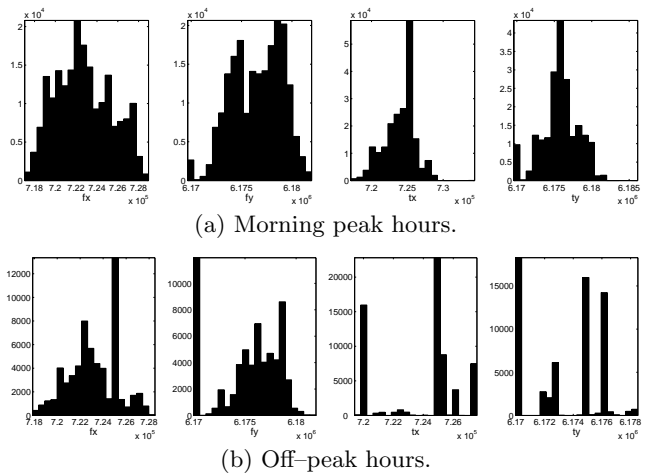 x 10^4 x 10^4 x 10^4 x 10^4
2 2
1.5 1.5
1 1
0.5 0.5
0 0
5 4
4 3
3 2
2 1
1 0
0
7.18 7.2 7.22 7.24 7.26 7.28 6.17 6.175 6.18 7.2 7.25 7.3 6.17 6.175 6.18 6.185
fx x 10^5 fy x 10^6 tx x 10^5 ty x 10^6
(a) Morning peak hours.
12000 10000 20000 15000
10000 8000 15000 10000
8000 6000 10000 5000
6000 4000 5000 0
4000 2000 0
2000 0
0
7.18 7.2 7.22 7.24 7.26 7.28 6.17 6.175 6.18 7.2 7.22 7.24 7.26 6.17 6.172 6.174 6.176 6.178
fx x 10^5 fy x 10^6 tx x 10^5 ty x 10^6
(b) Off–peak hours.